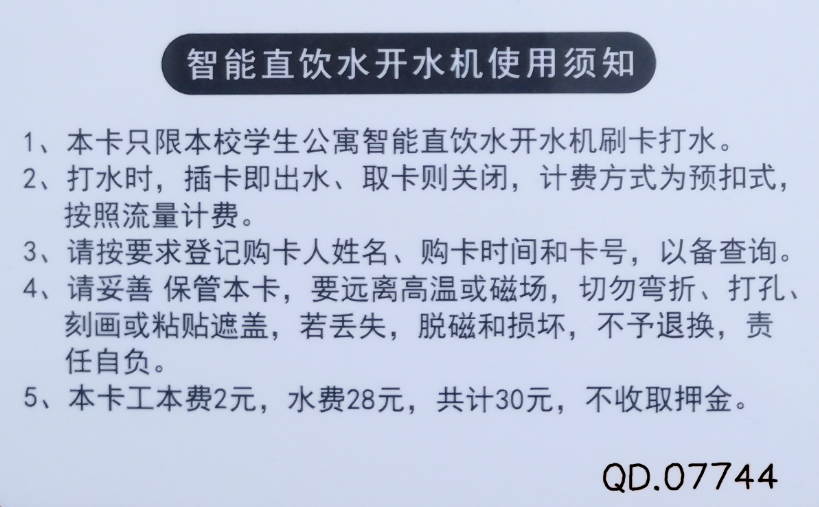 智能直饮水开水机使用须知
1、本卡只限本校学生公寓智能直饮水开水机刷卡打水。
2、打水时，插卡即出水、取卡则关闭，计费方式为预扣式，
按照流量计费。
3、请按要求登记购卡人姓名、购卡时间和卡号，以备查询。
4、请妥善 保管本卡，要远离高温或磁场，切勿弯折、打孔、
刻画或粘贴遮盖，若丢失，脱磁和损坏，不予退换，责
任自负。
5、本卡工本费2元，水费28元，共计30元，不收取押金。
QD.07744